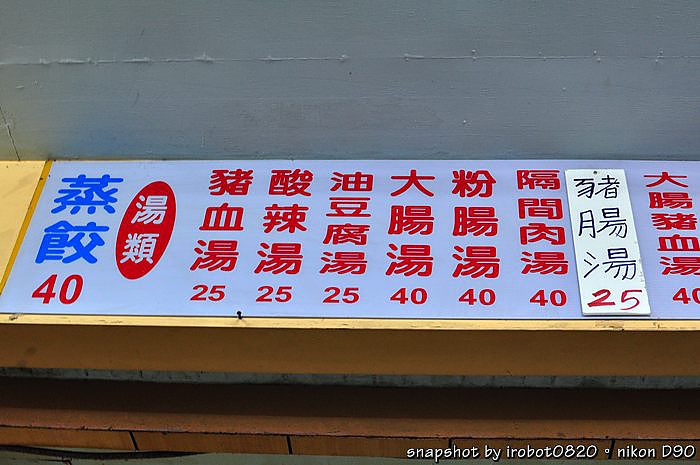 蒸餃
40
湯類
豬血湯
25
酸辣湯
25
油豆腐湯
25
大腸湯
40
粉腸湯
40
隔間肉湯
40
豬腸湯
25
大腸豬血湯
40
snapshot by irobot0820。nikon D90